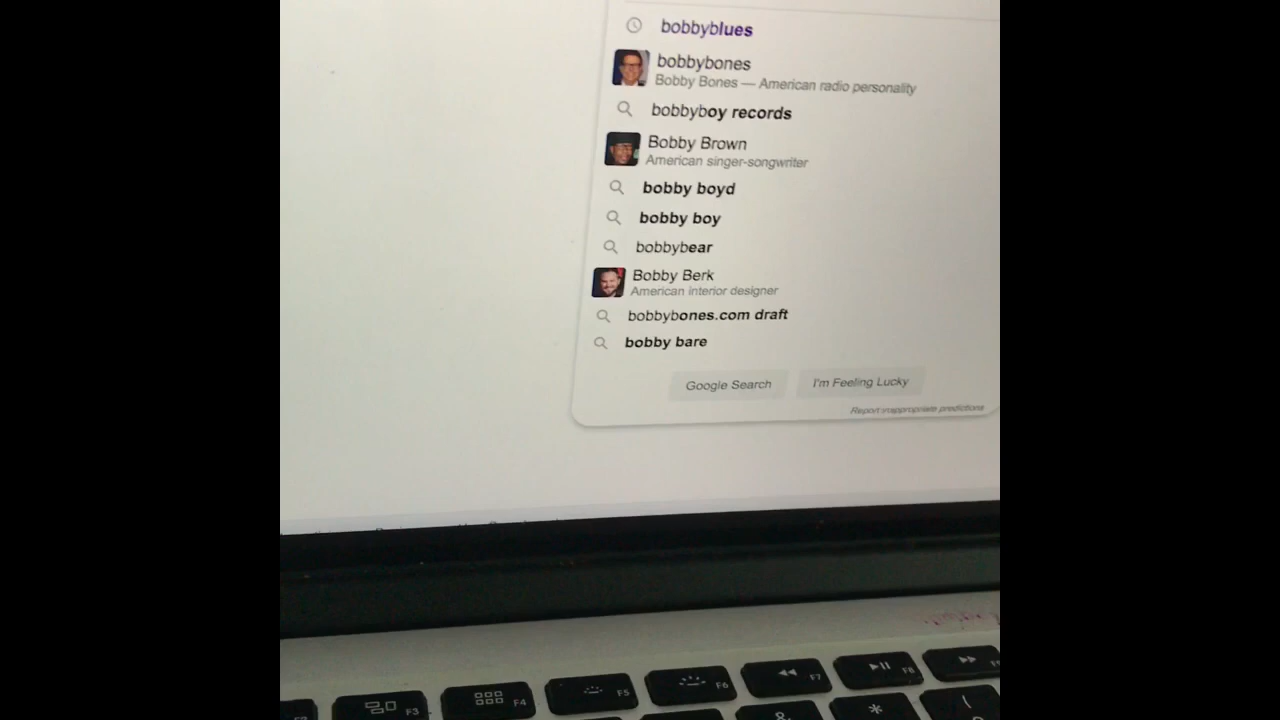 bobbyblues
bobbybones
Bobby Bones — American radio personality
bobbyboy records
Bobby Brown
American singer-songwriter
bobby boyd
bobby boy
bobbybear
Bobby Berk
American interior designer
bobbybones.com draft
bobby bare
Google Search
I'm Feeling Lucky
Report inappropriate predictions
F3
F4
F5
F6
F7
F8
&
*
(